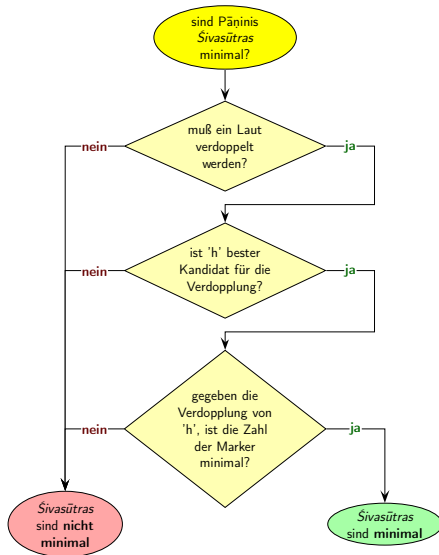 sind Pāṇinis
Śivasūtras
minimal?
muß ein Laut
verdoppelt
werden?
nein
ja
ist 'h' bester
Kandidat für die
Verdopplung?
nein
ja
gegeben die
Verdopplung von
'h', ist die Zahl
der Marker
minimal?
nein
ja
Śivasūtras
sind nicht
minimal
Śivasūtras
sind minimal